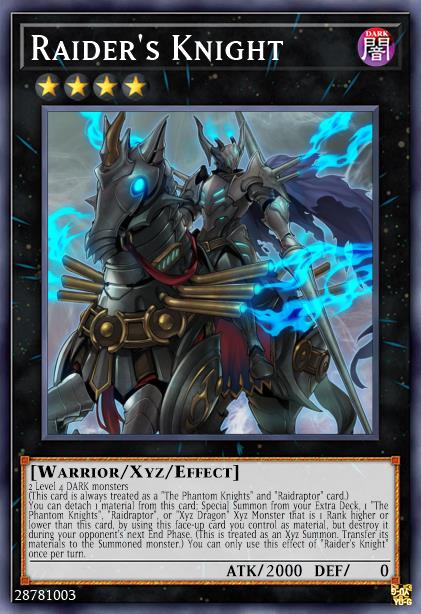 RAIDER'S KNIGHT
DARK
闇
[WARRIOR/XYZ/EFFECT]
2 Level 4 DARK monsters
(This card is always treated as a "The Phantom Knights" and "Raidraptor" card.)
You can detach 1 material from this card; Special Summon from your Extra Deck, 1 "The
Phantom Knights", "Raidraptor", or "Xyz Dragon" Xyz Monster that is 1 Rank higher or
lower than this card, by using this face-up card you control as material, but destroy it
during your opponent's next End Phase. (This is treated as an Xyz Summon. Transfer its
materials to the Summoned monster.) You can only use this effect of "Raider's Knight"
once per turn.
ATK/2000 DEF/ 0
28781003